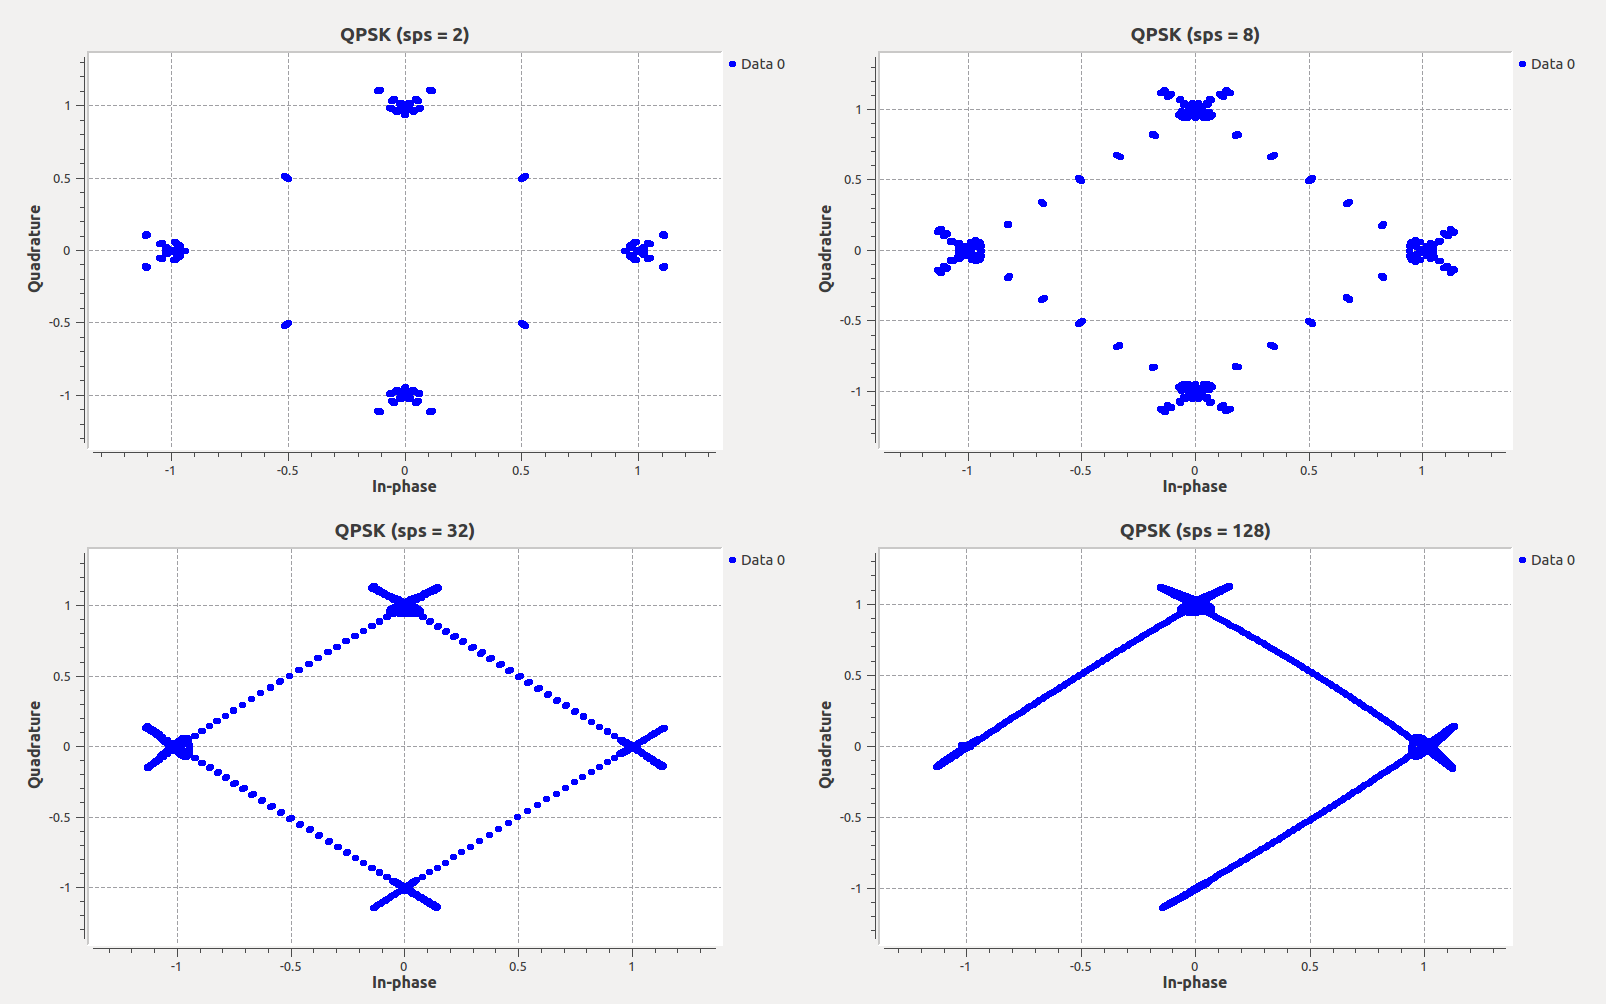 QPSK (sps = 2)
Data 0
1
0.5
0
-0.5
-1
Quadrature
-1
-0.5
0
0.5
1
In-phase
QPSK (sps = 8)
Data 0
1
0.5
0
-0.5
-1
Quadrature
-1
-0.5
0
0.5
1
In-phase
QPSK (sps = 32)
Data 0
1
0.5
0
-0.5
-1
Quadrature
-1
-0.5
0
0.5
1
In-phase
QPSK (sps = 128)
Data 0
1
0.5
0
-0.5
-1
Quadrature
-1
-0.5
0
0.5
1
In-phase